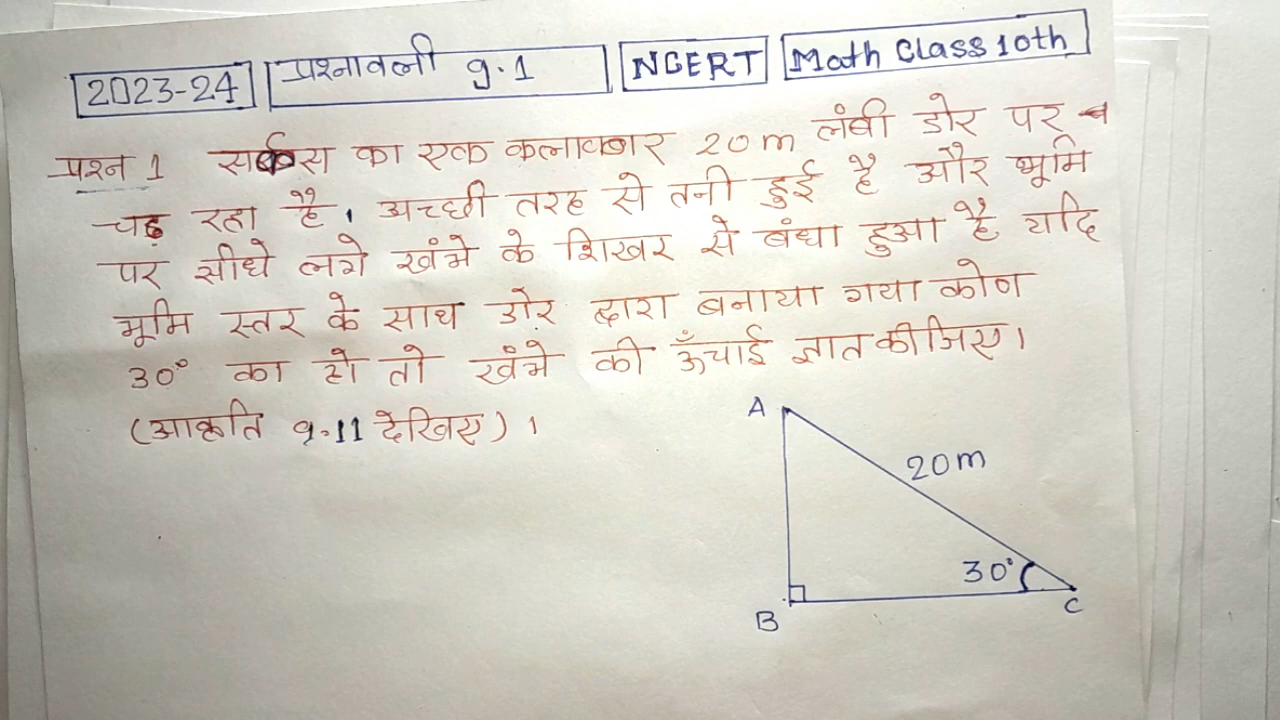 2023-24 प्रश्नावली 9.1 NCERT Math Class 10th
प्रश्न 1 सर्कस का एक कलाकार 20m लंबी डोर पर
चढ़ रहा है। अच्छी तरह से तनी हुई है और भूमि
पर सीधे लगे खंभे के शिखर से बंधा हुआ है यदि
भूमि स्तर के साथ डोर द्वारा बनाया गया कोण
30° का हो तो खंभे की ऊँचाई ज्ञात कीजिए।
(आकृति 9.11 देखिए)।
A
20m
30°
B
C